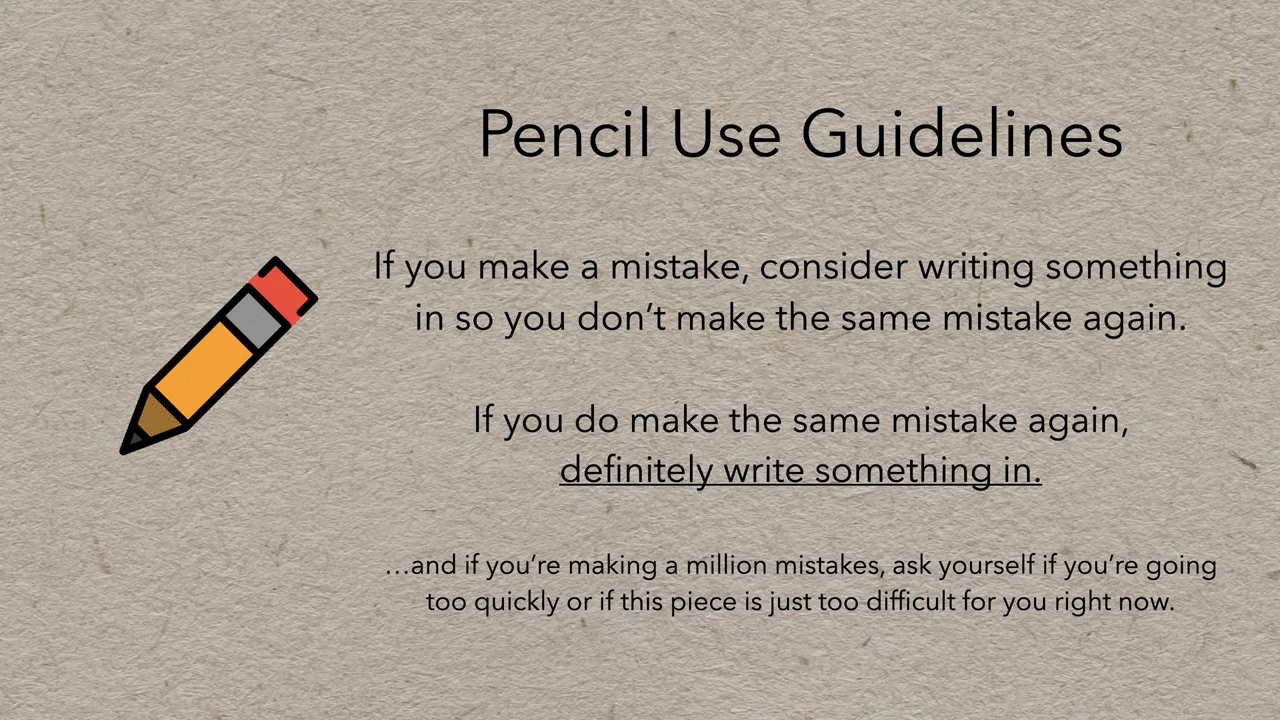 Pencil Use Guidelines
If you make a mistake, consider writing something
in so you don’t make the same mistake again.
If you do make the same mistake again,
definitely write something in.
…and if you’re making a million mistakes, ask yourself if you’re going
too quickly or if this piece is just too difficult for you right now.